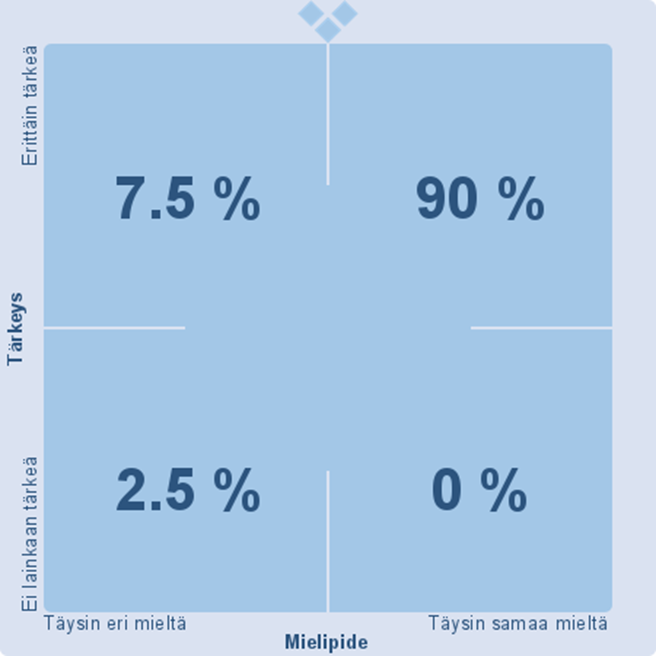 Erittäin tärkeä
7.5 %
90 %
Tärkeys
Ei lainkaan tärkeä
2.5 %
0 %
Täysin eri mieltä
Täysin samaa mieltä
Mielipide